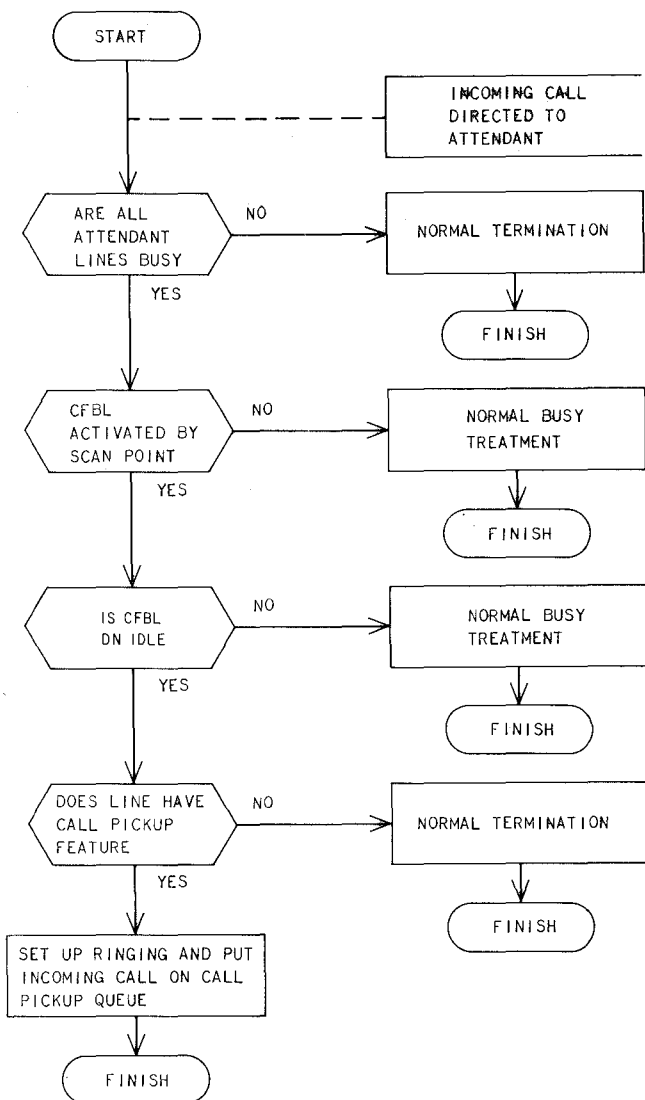 START
INCOMING CALL
DIRECTED TO
ATTENDANT
ARE ALL
ATTENDANT
LINES BUSY
NO
NORMAL TERMINATION
YES
FINISH
CFBL
ACTIVATED BY
SCAN POINT
NO
NORMAL BUSY
TREATMENT
YES
FINISH
IS CFBL
DN IDLE
NO
NORMAL BUSY
TREATMENT
YES
FINISH
DOES LINE HAVE
CALL PICKUP
FEATURE
NO
NORMAL TERMINATION
YES
FINISH
SET UP RINGING AND PUT
INCOMING CALL ON CALL
PICKUP QUEUE
FINISH